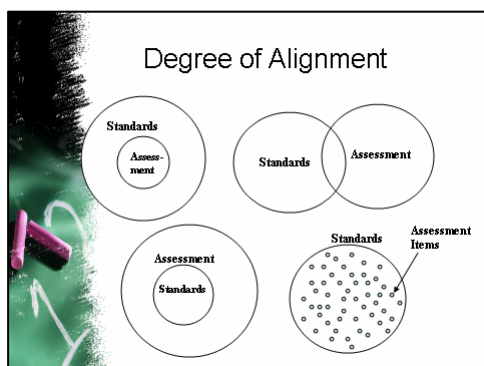 Degree of Alignment
Standards
Assess-
ment
Standards
Assessment
Assessment
Standards
Standards
Assessment
Items